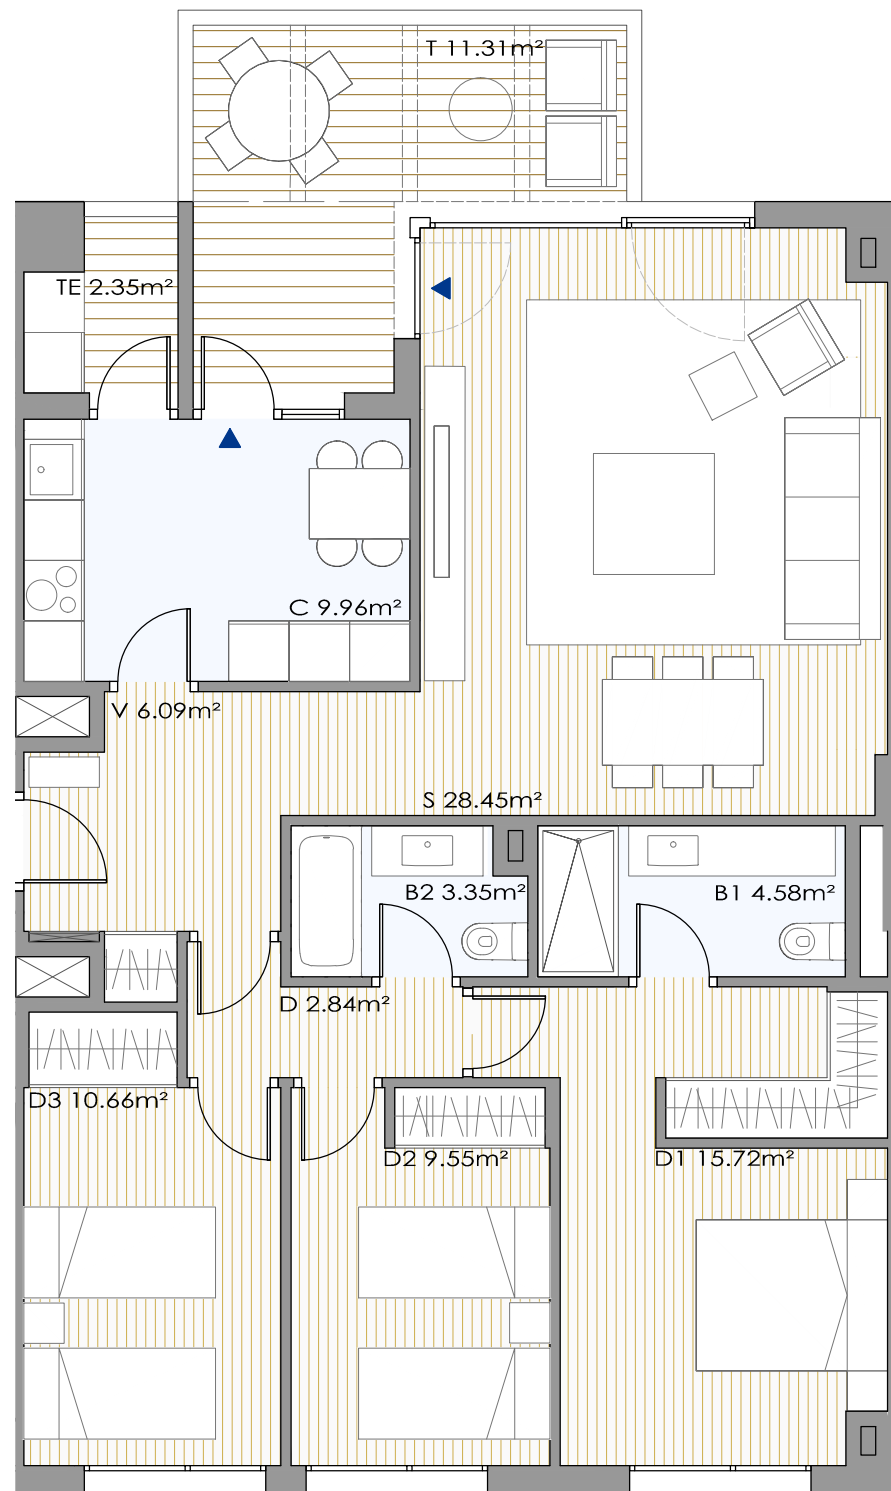 T 11.31m²
TE 2.35m²
C 9.96m²
V 6.09m²
S 28.45m²
B2 3.35m²
B1 4.58m²
D 2.84m²
D3 10.66m²
D2 9.55m²
D1 15.72m²